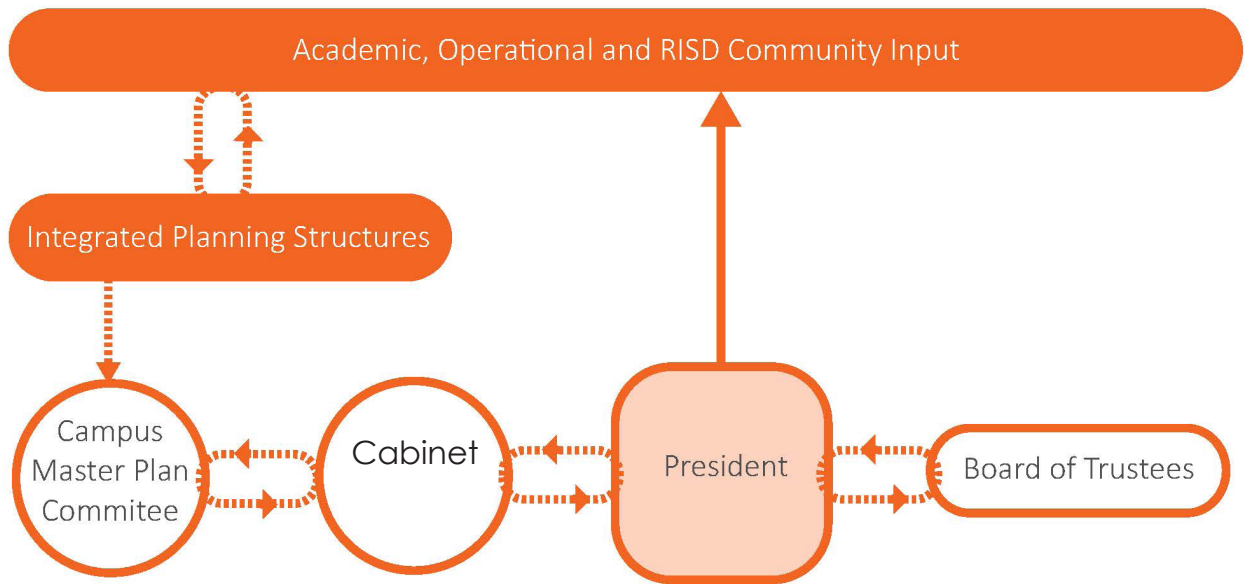 Academic, Operational and RISD Community Input
Integrated Planning Structures
Campus
Master Plan
Commitee
Cabinet
President
Board of Trustees